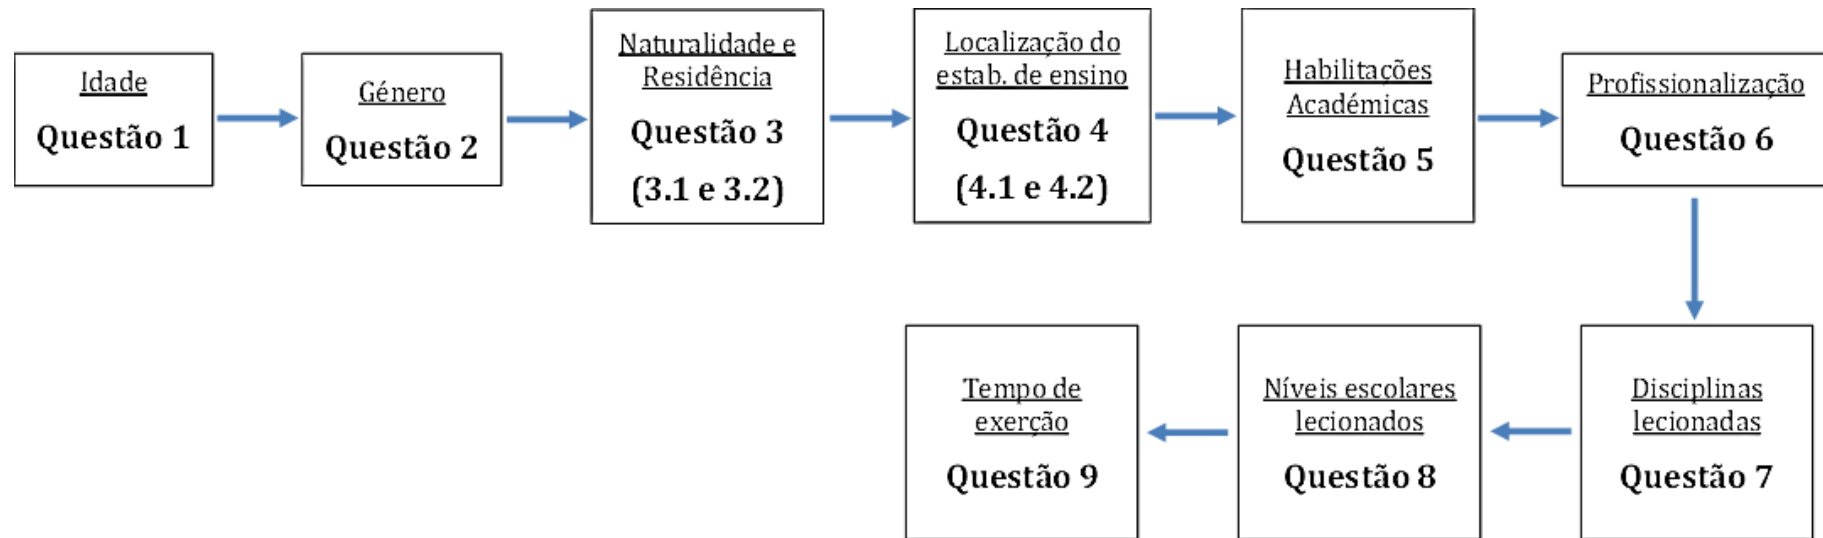 Idade
Questão 1
Género
Questão 2
Naturalidade e
Residência
Questão 3
(3.1 e 3.2)
Localização do
estab. de ensino
Questão 4
(4.1 e 4.2)
Habilitações
Académicas
Questão 5
Profissionalização
Questão 6
Disciplinas
lecionadas
Questão 7
Níveis escolares
lecionados
Questão 8
Tempo de
exerção
Questão 9